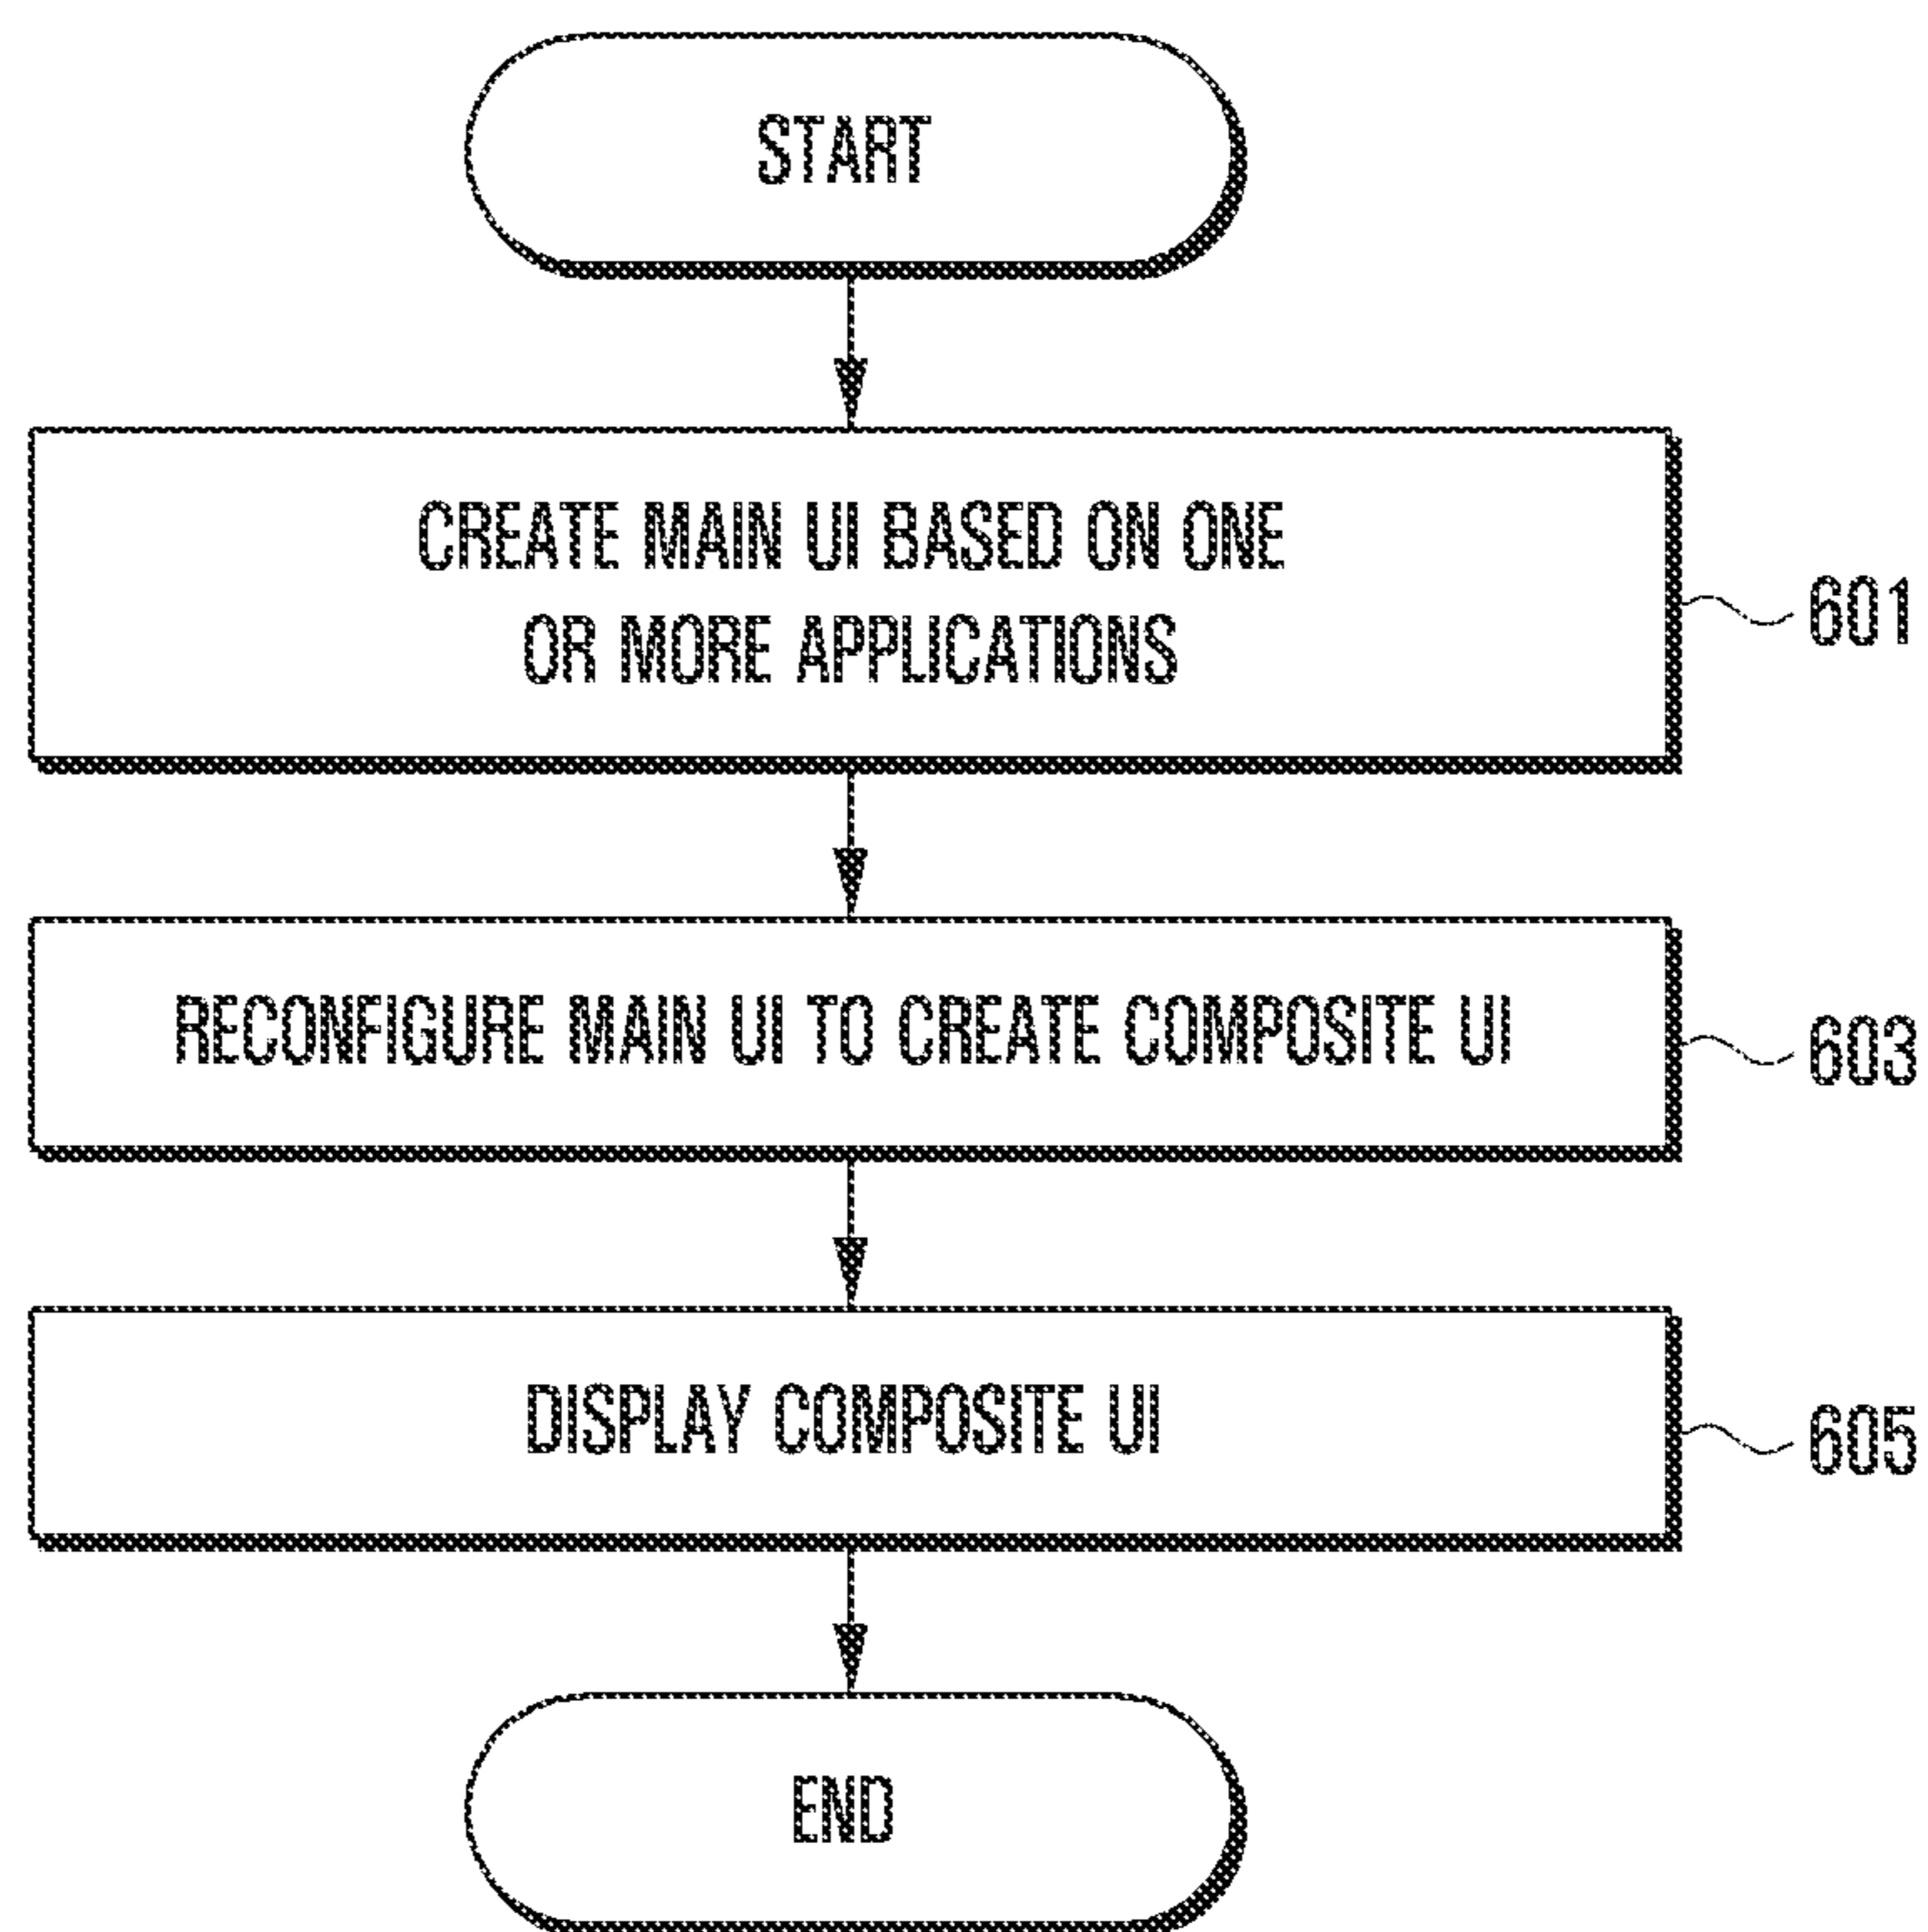 START
CREATE MAIN UI BASED ON ONE
OR MORE APPLICATIONS
601
RECONFIGURE MAIN UI TO CREATE COMPOSITE UI
603
DISPLAY COMPOSITE UI
605
END